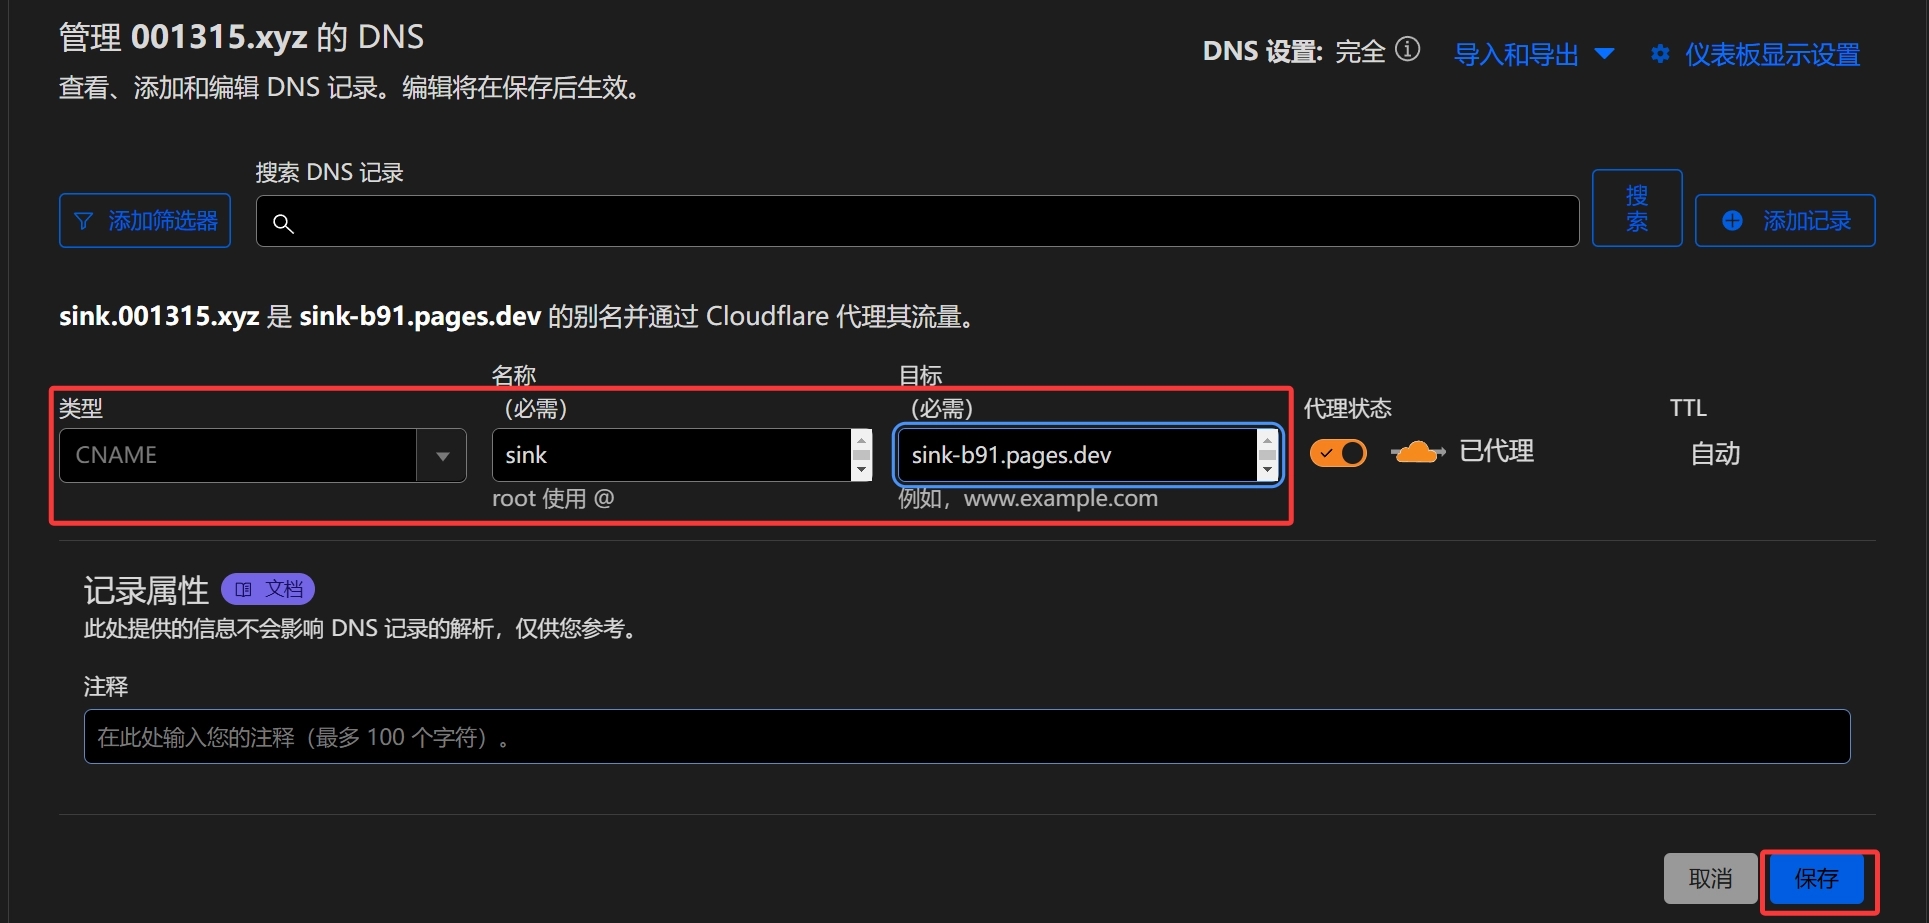 管理 001315.xyz 的 DNS
查看、添加和编辑 DNS 记录。编辑将在保存后生效。
DNS 设置: 完全
导入和导出
仪表板显示设置
搜索 DNS 记录
添加筛选器
搜
索
添加记录
sink.001315.xyz 是 sink-b91.pages.dev 的别名并通过 Cloudflare 代理其流量。
类型
CNAME
名称
（必需）
sink
root 使用 @
目标
（必需）
sink-b91.pages.dev
例如，www.example.com
代理状态
已代理
TTL
自动
记录属性
文档
此处提供的信息不会影响 DNS 记录的解析，仅供您参考。
注释
在此处输入您的注释（最多 100 个字符）。
取消
保存